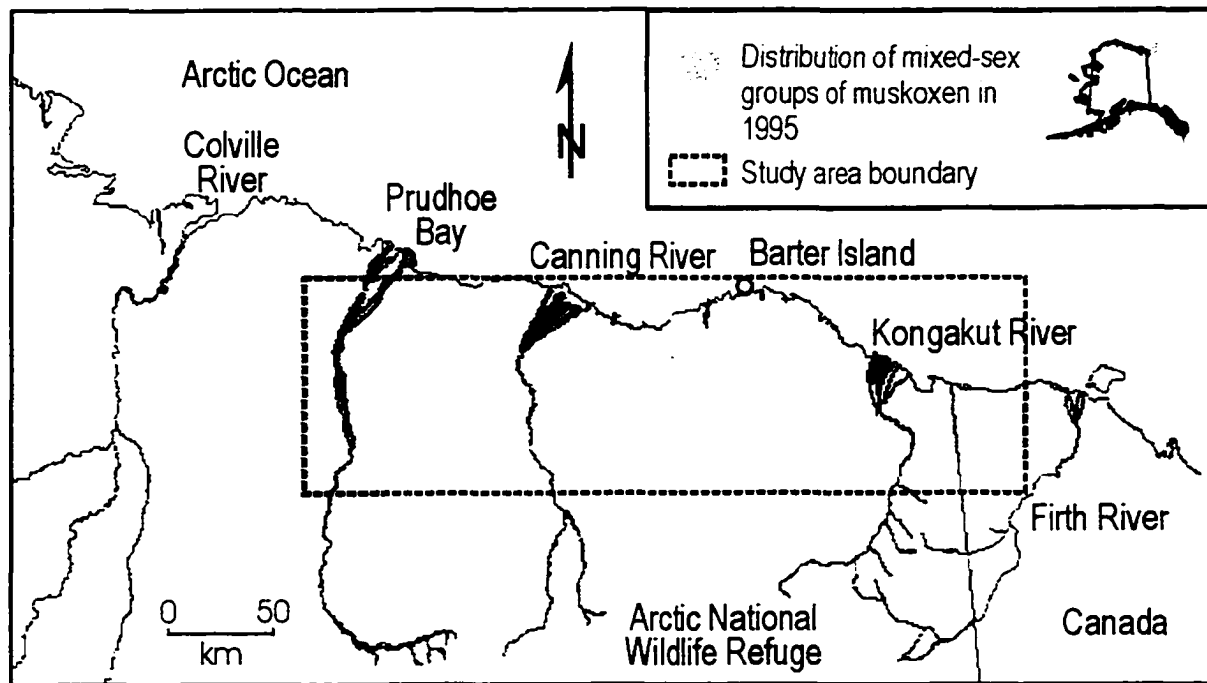 Arctic Ocean
Colville
River
Prudhoe
Bay
N
Distribution of mixed-sex
groups of muskoxen in
1995
Study area boundary
Canning River
Barter Island
Kongakut River
Firth River
0 50
km
Arctic National
Wildlife Refuge
Canada